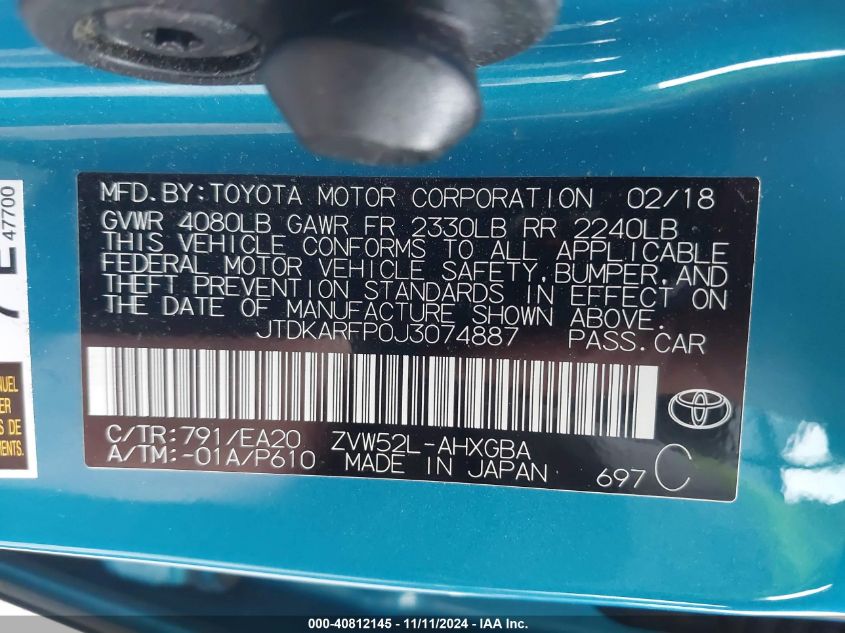 47700
MFD.BY:TOYOTA MOTOR CORPORATION 02/18
GVWR 4080LB GAWR FR 2330LB RR 2240LB
THIS VEHICLE CONFORMS TO ALL APPLICABLE
FEDERAL MOTOR VEHICLE SAFETY,BUMPER,AND
THEFT PREVENTION STANDARDS IN EFFECT ON
THE DATE OF MANUFACTURE SHOWN ABOVE.
JTDKARFP0J3074887 PASS.CAR
C/TR:791/EA20 ZVW52L-AHXGBA
A/TM:-01A/P610 MADE IN JAPAN 697 C
000-40812145 - 11/11/2024 - IAA Inc.